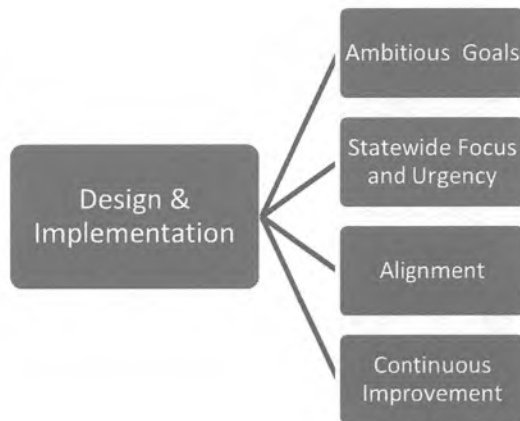 Design &
Implementation
Ambitious Goals
Statewide Focus
and Urgency
Alignment
Continuous
Improvement